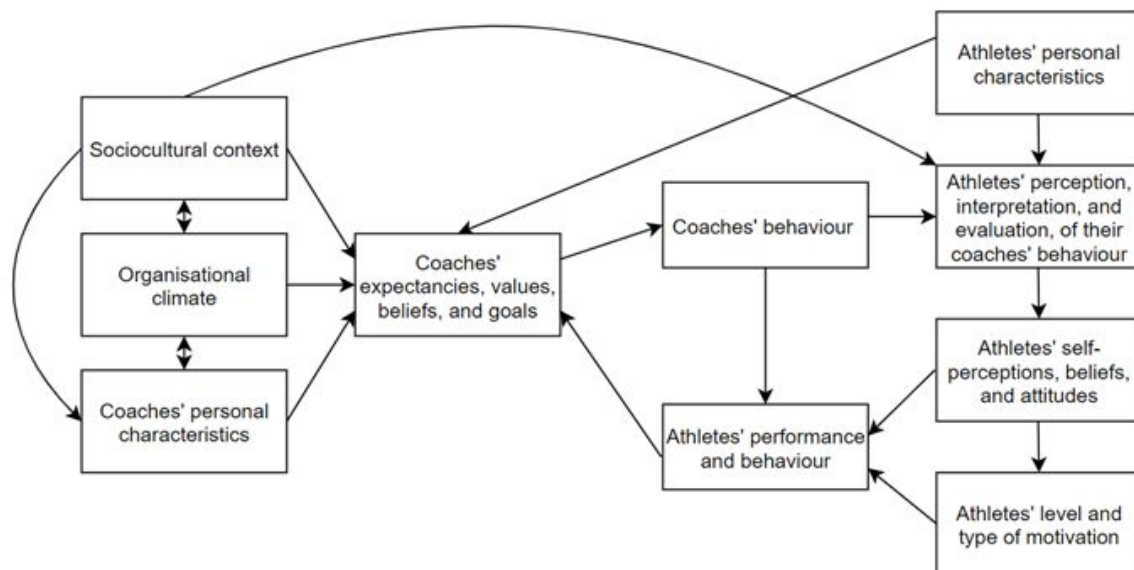 Athletes' personal
characteristics
Sociocultural context
Athletes' perception,
interpretation, and
evaluation, of their
coaches' behaviour
Coaches' behaviour
Organisational
climate
Coaches'
expectancies, values,
beliefs, and goals
Athletes' self-
perceptions, beliefs,
and attitudes
Coaches' personal
characteristics
Athletes' performance
and behaviour
Athletes' level and
type of motivation